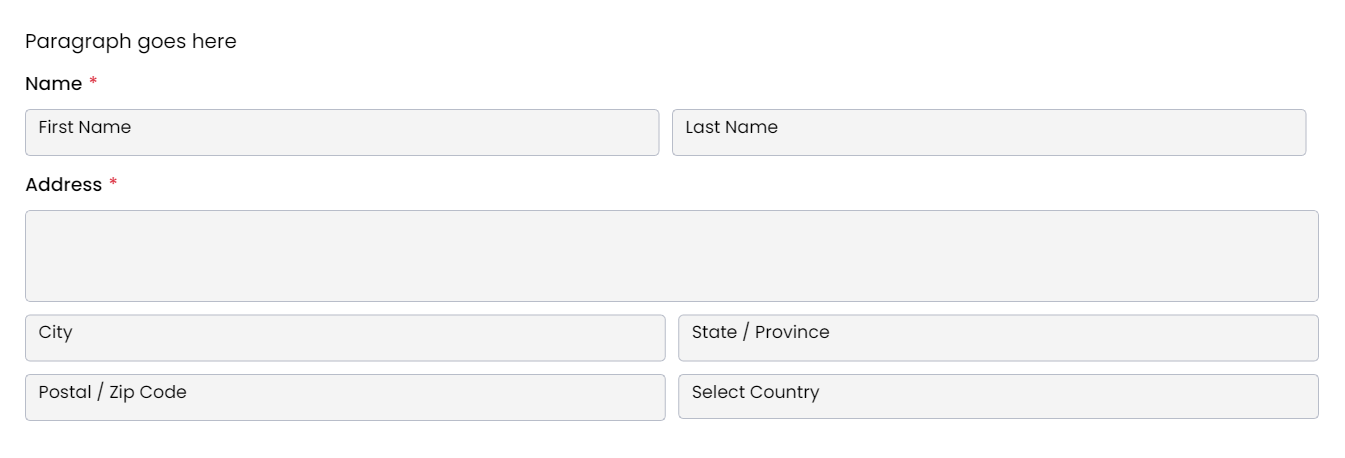 Paragraph goes here
Name *
First Name Last Name
Address *
City State / Province
Postal / Zip Code Select Country